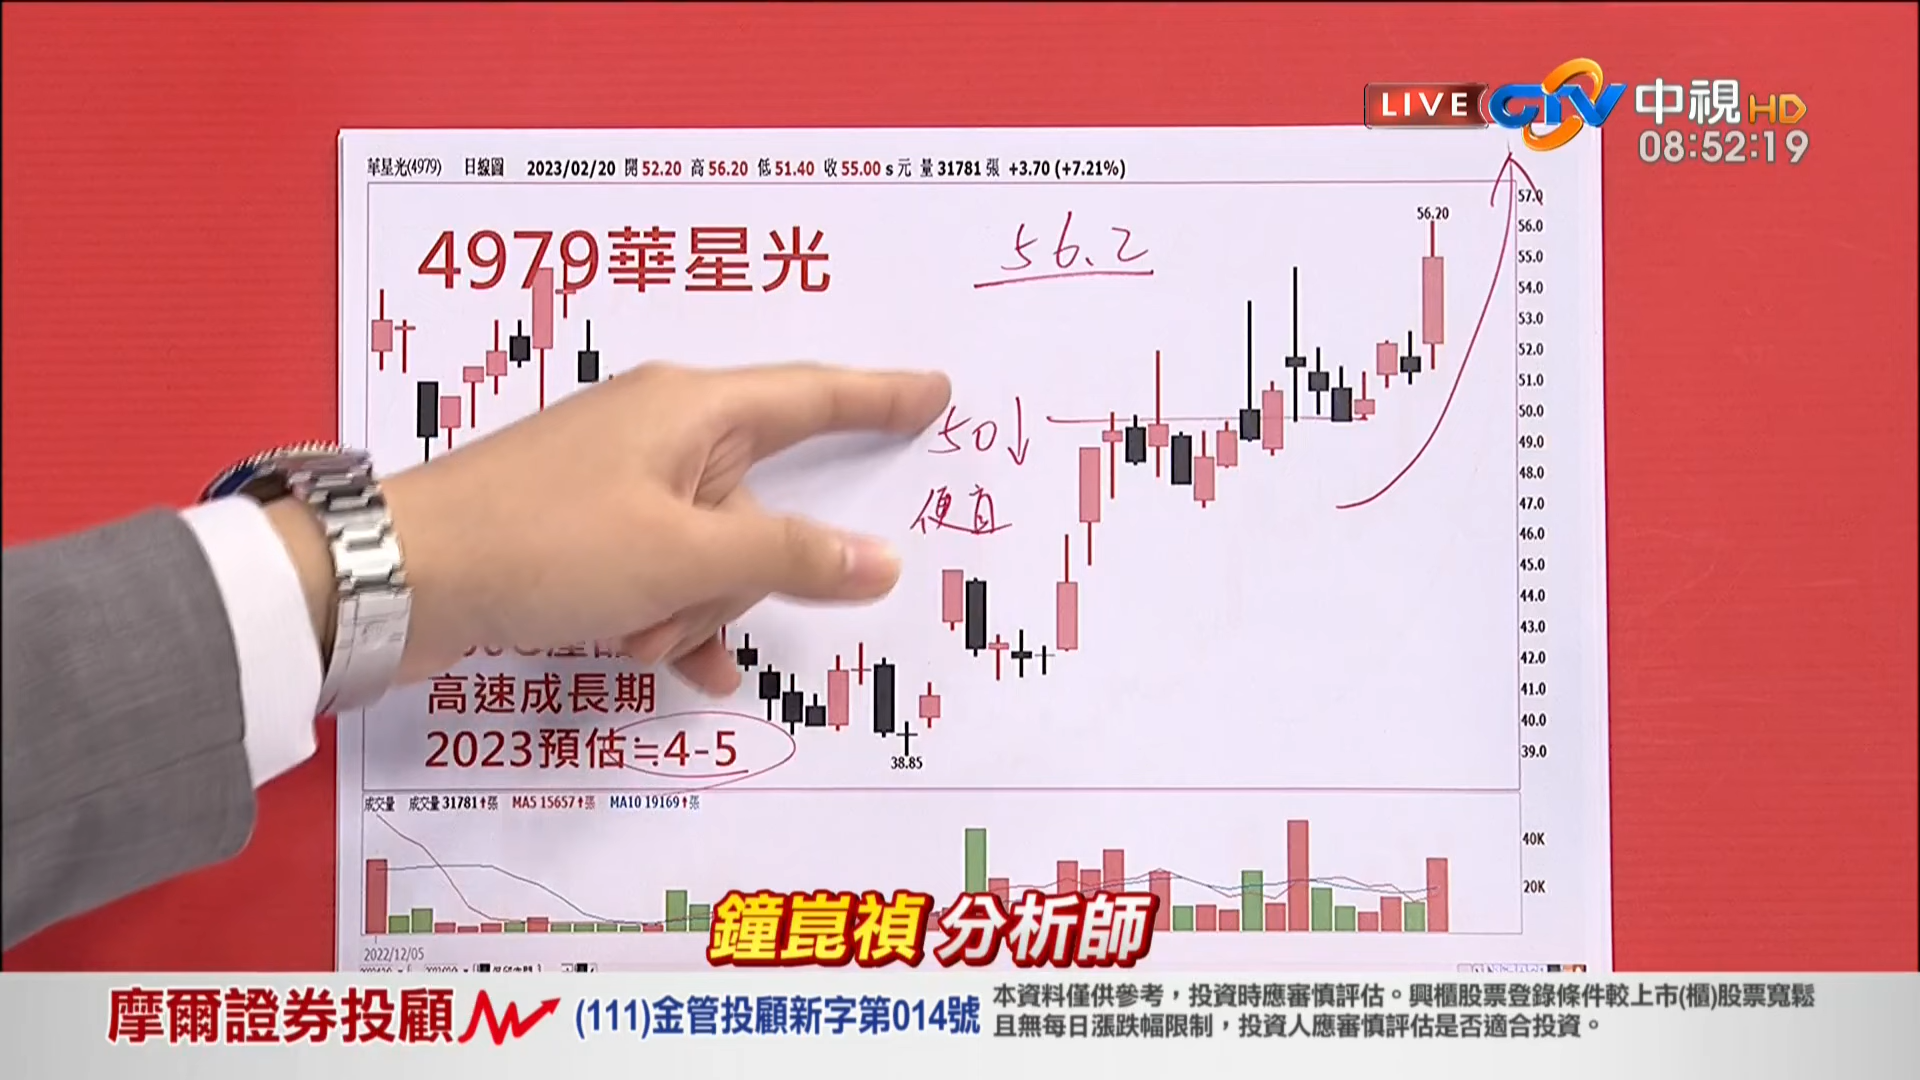 LIVE CTV 中視 HD
08:52:19
華星光(4979) 日線圖 2023/02/20 開 52.20 高 56.20 低 51.40 收 55.00 s 元 量 31781 張 +3.70 (+7.21%)
4979華星光
56.2
56.20
57.0
56.0
55.0
54.0
53.0
52.0
51.0
50.0
49.0
48.0
47.0
46.0
45.0
44.0
43.0
42.0
41.0
40.0
39.0
50↓
便宜
高速成長期
2023預估≒4-5
38.85
成交量 成交量 31781↑張 MA5 15657↑張 MA10 19169↑張
40K
20K
2022/12/05
鐘崑禎 分析師
摩爾證券投顧 (111)金管投顧新字第014號
本資料僅供參考，投資時應審慎評估。興櫃股票登錄條件較上市(櫃)股票寬鬆
且無每日漲跌幅限制，投資人應審慎評估是否適合投資。